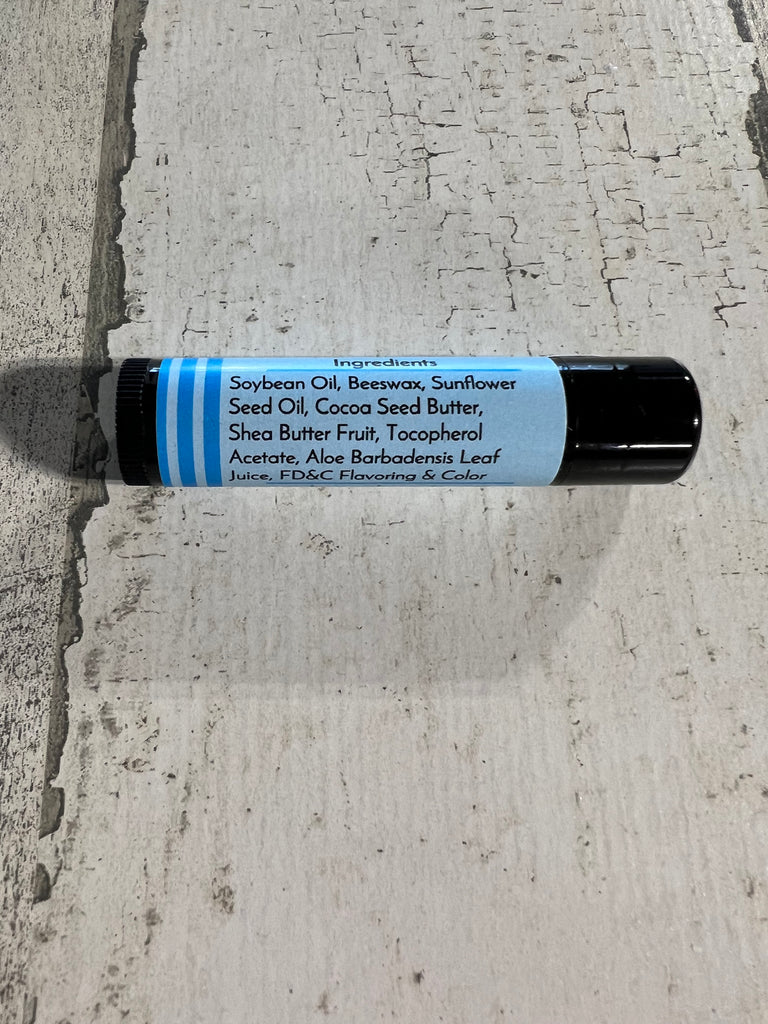 Ingredients
Soybean Oil, Beeswax, Sunflower
Seed Oil, Cocoa Seed Butter,
Shea Butter Fruit, Tocopherol
Acetate, Aloe Barbadensis Leaf
Juice, FD&C Flavoring & Color